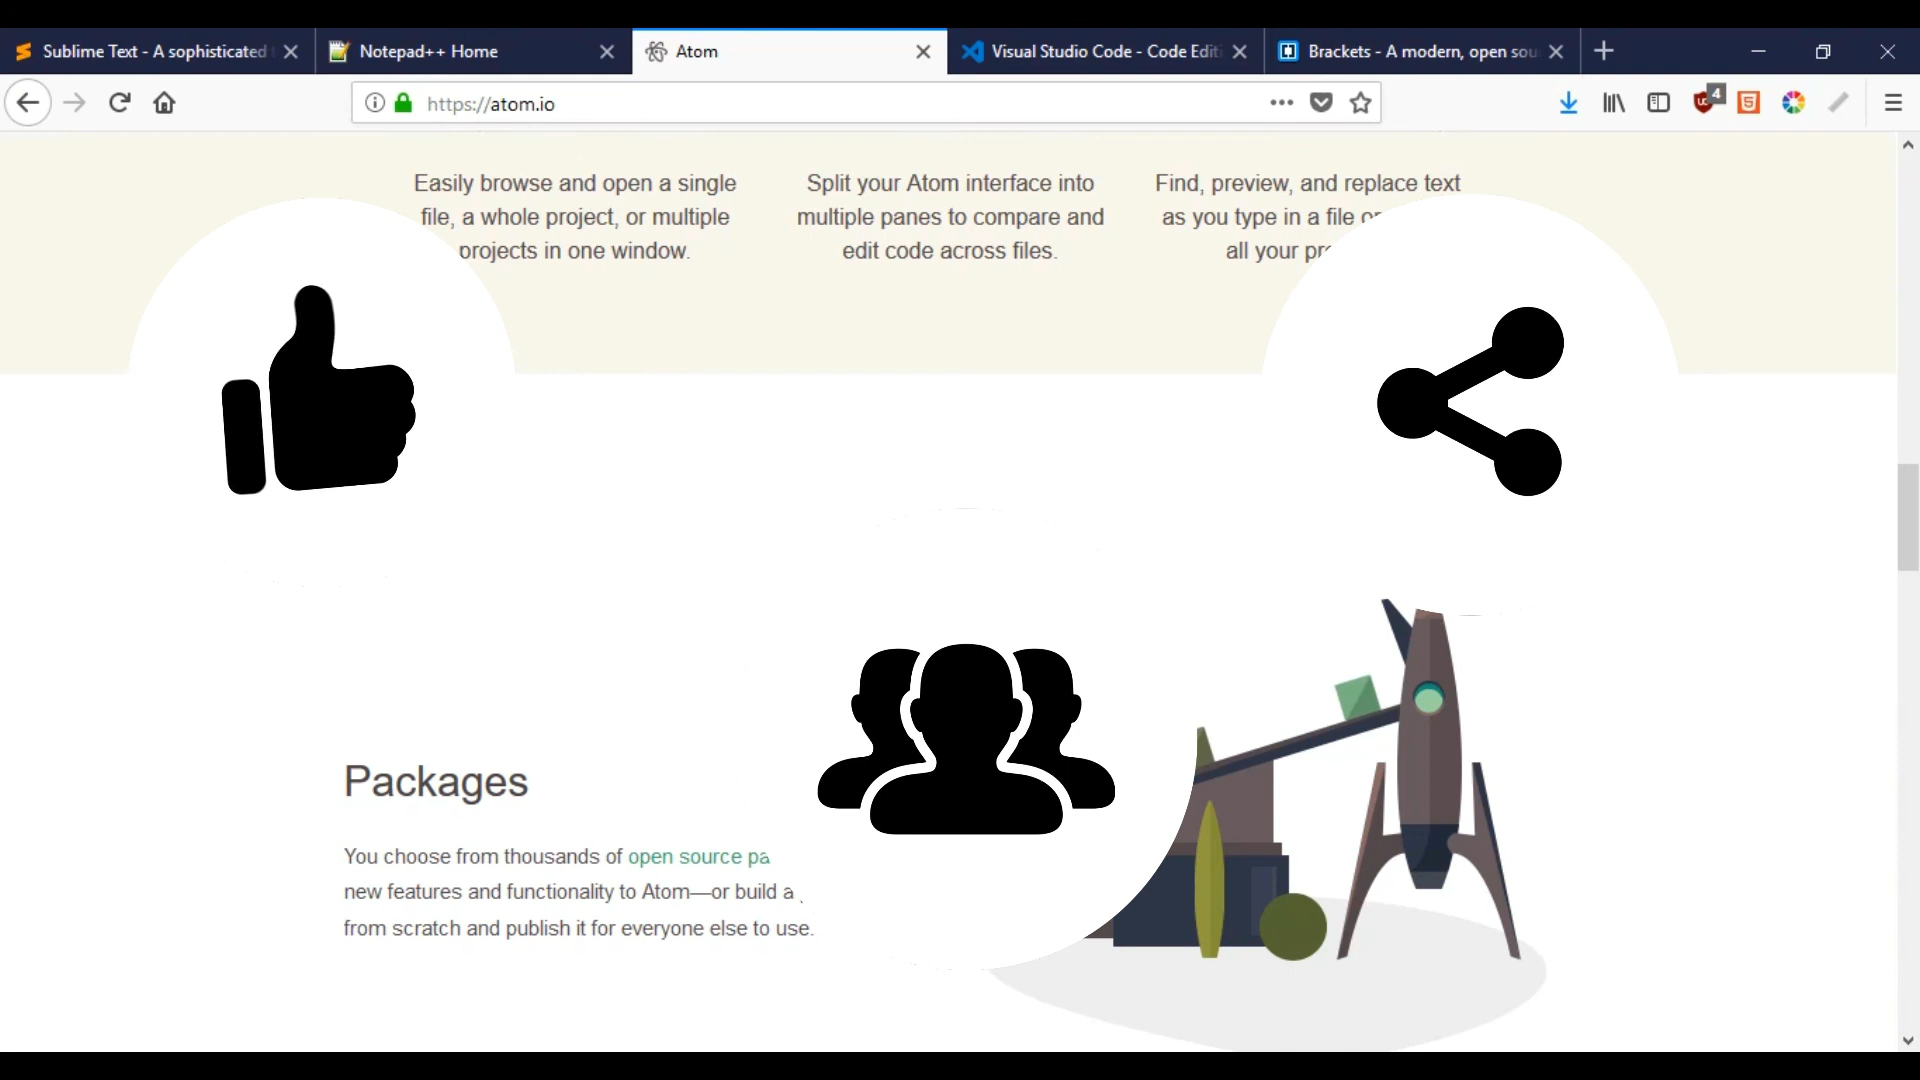 Sublime Text - A sophisticated
Notepad++ Home
Atom
Visual Studio Code - Code Edit
Brackets - A modern, open sou
https://atom.io
4
Easily browse and open a single
file, a whole project, or multiple
projects in one window.
Split your Atom interface into
multiple panes to compare and
edit code across files.
Find, preview, and replace text
as you type in a file or
all your pr
Packages
You choose from thousands of open source pa
new features and functionality to Atom—or build a
from scratch and publish it for everyone else to use.